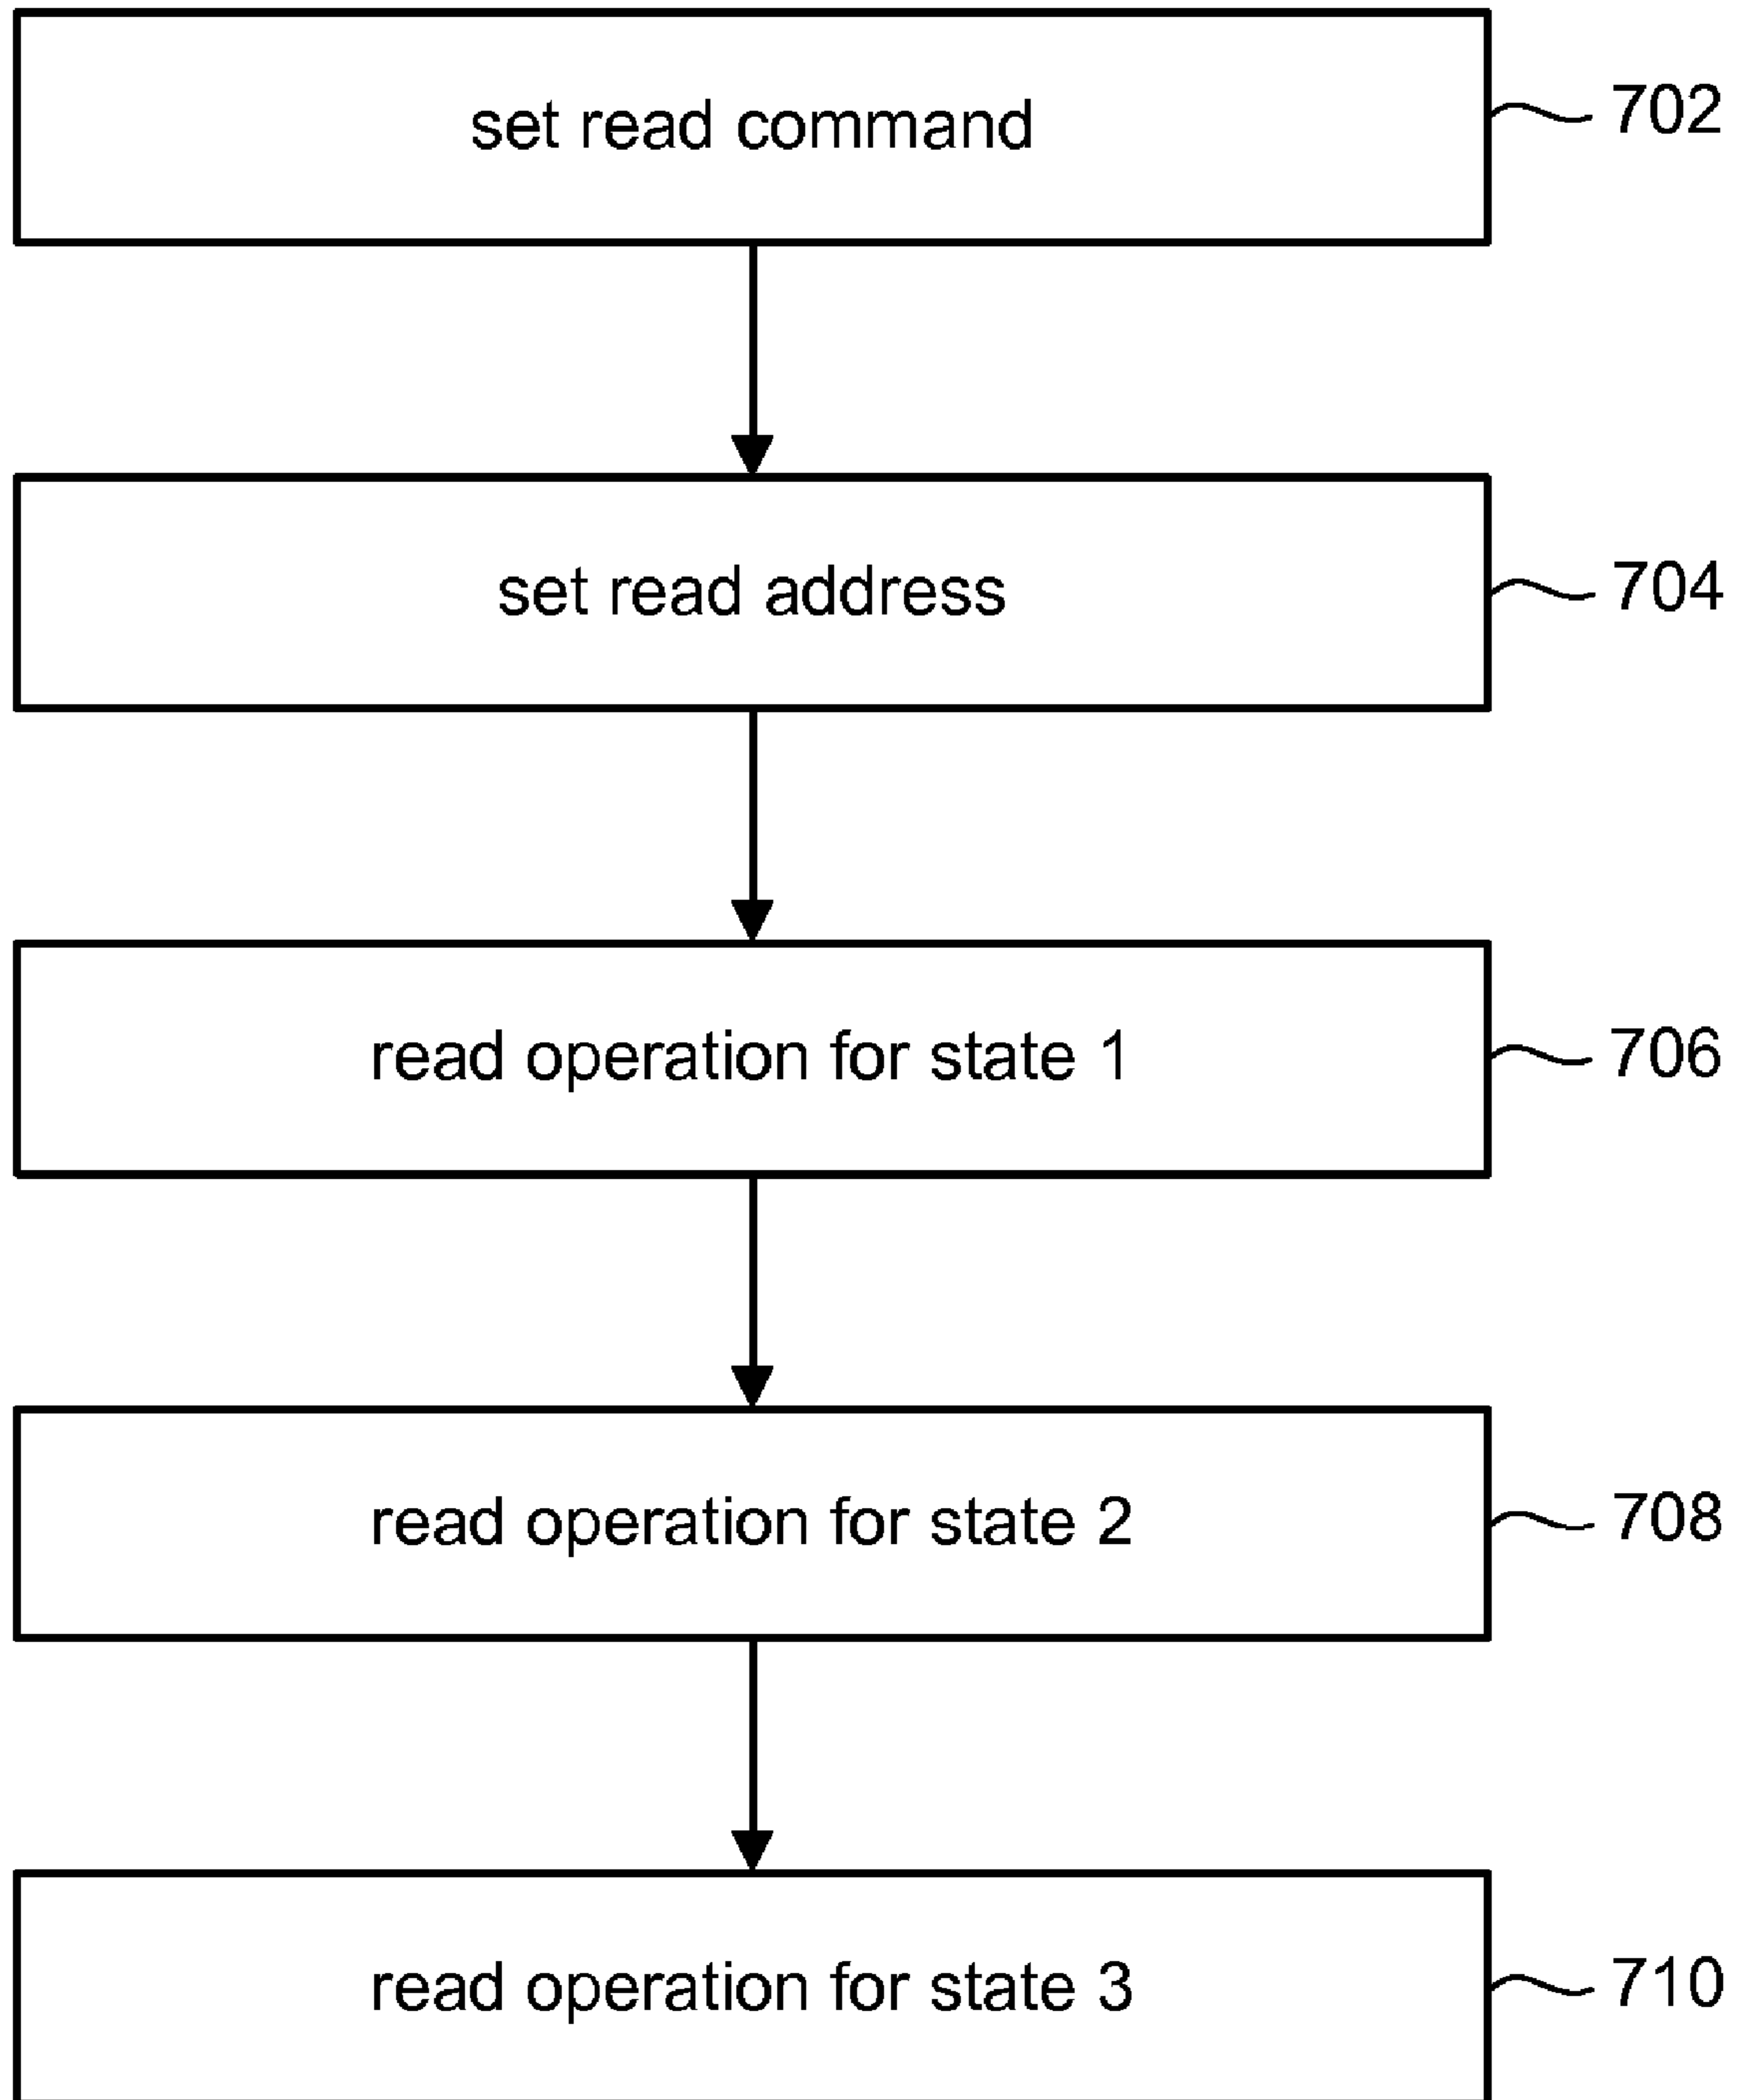 set read command 702
set read address 704
read operation for state 1 706
read operation for state 2 708
read operation for state 3 710